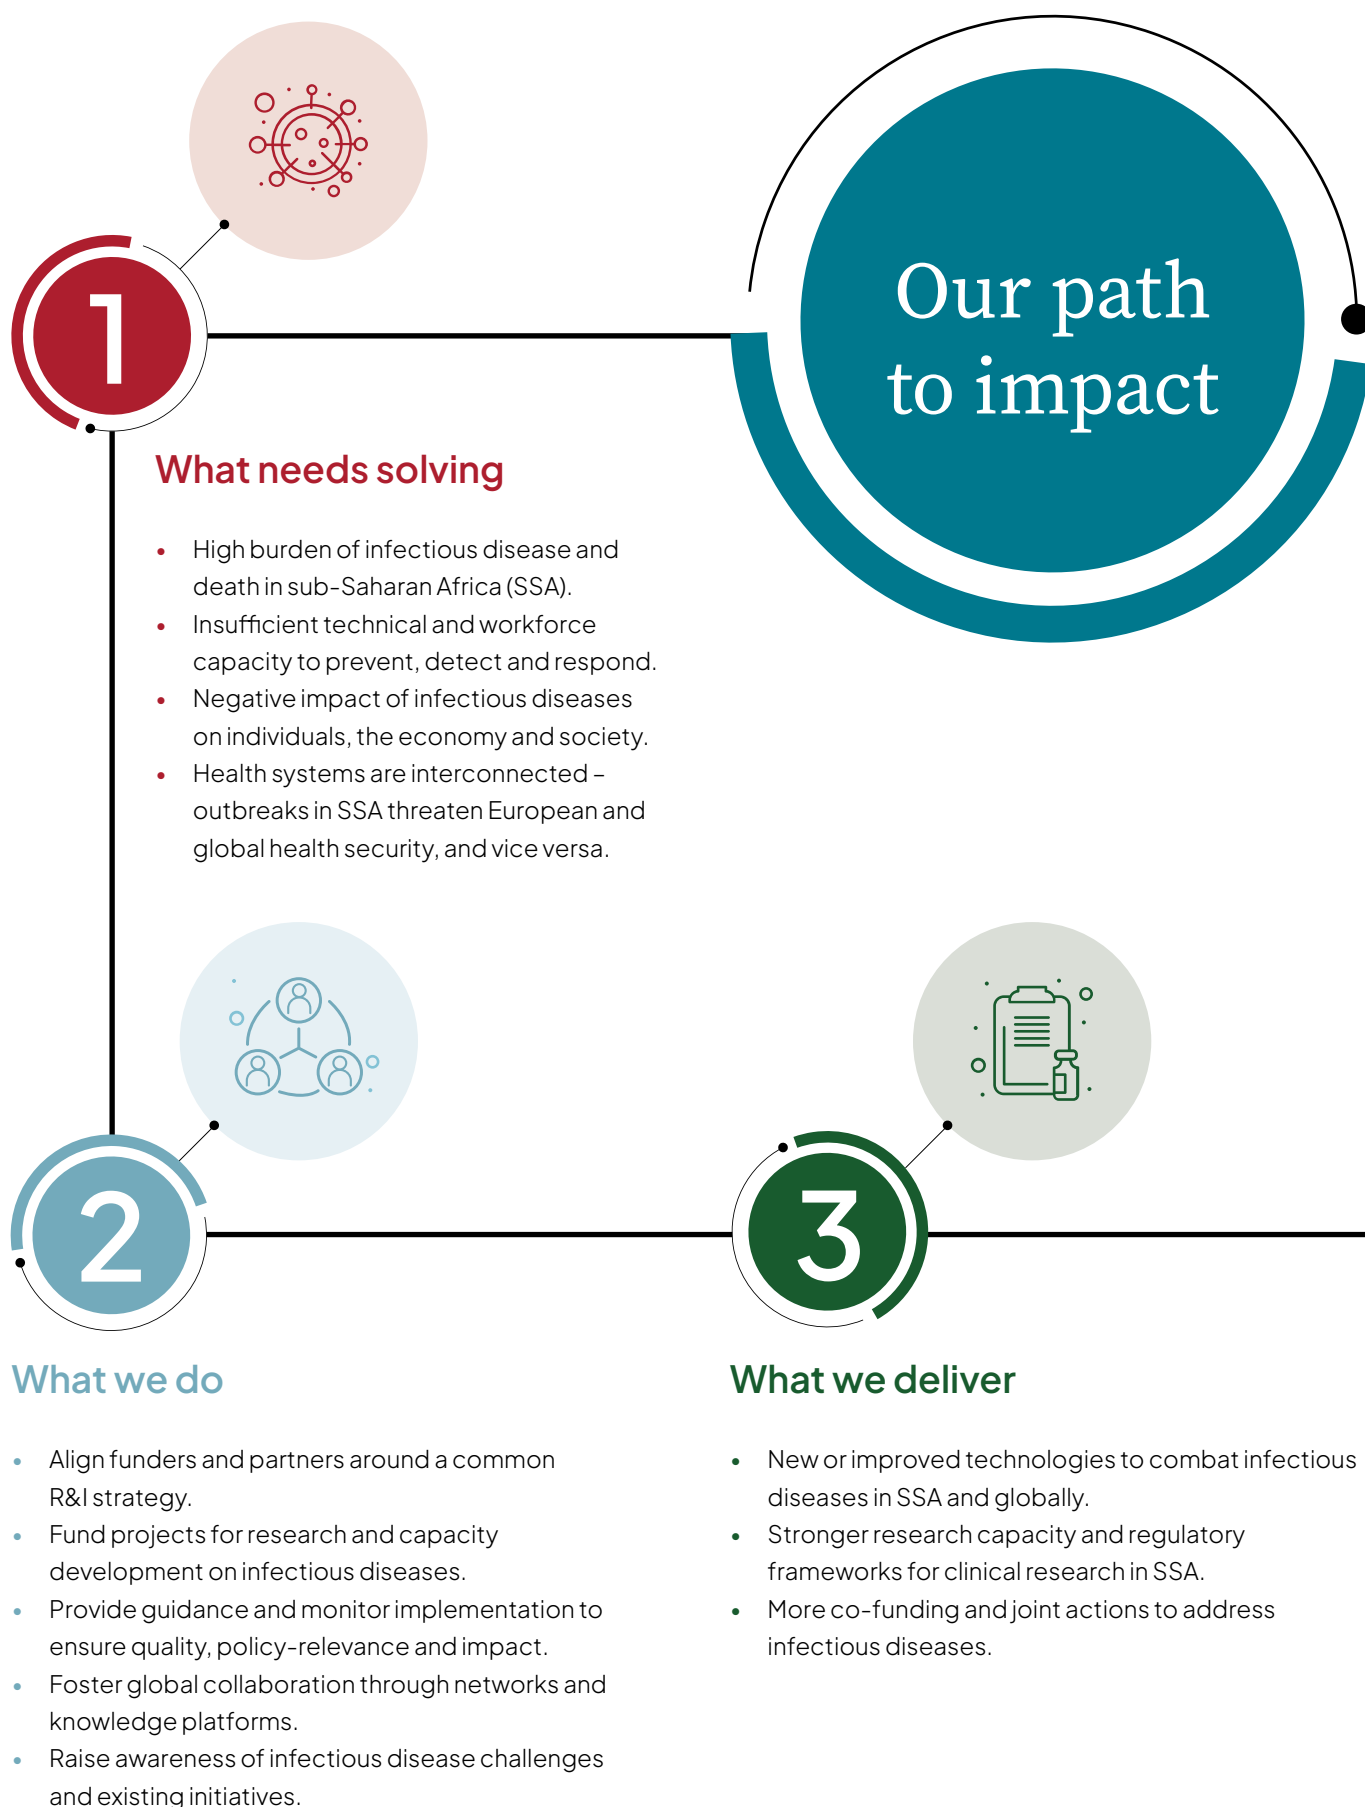 Our path
to impact
1
What needs solving
• High burden of infectious disease and
death in sub-Saharan Africa (SSA).
• Insufficient technical and workforce
capacity to prevent, detect and respond.
• Negative impact of infectious diseases
on individuals, the economy and society.
• Health systems are interconnected –
outbreaks in SSA threaten European and
global health security, and vice versa.
2
What we do
• Align funders and partners around a common
R&I strategy.
• Fund projects for research and capacity
development on infectious diseases.
• Provide guidance and monitor implementation to
ensure quality, policy-relevance and impact.
• Foster global collaboration through networks and
knowledge platforms.
• Raise awareness of infectious disease challenges
and existing initiatives.
3
What we deliver
• New or improved technologies to combat infectious
diseases in SSA and globally.
• Stronger research capacity and regulatory
frameworks for clinical research in SSA.
• More co-funding and joint actions to address
infectious diseases.